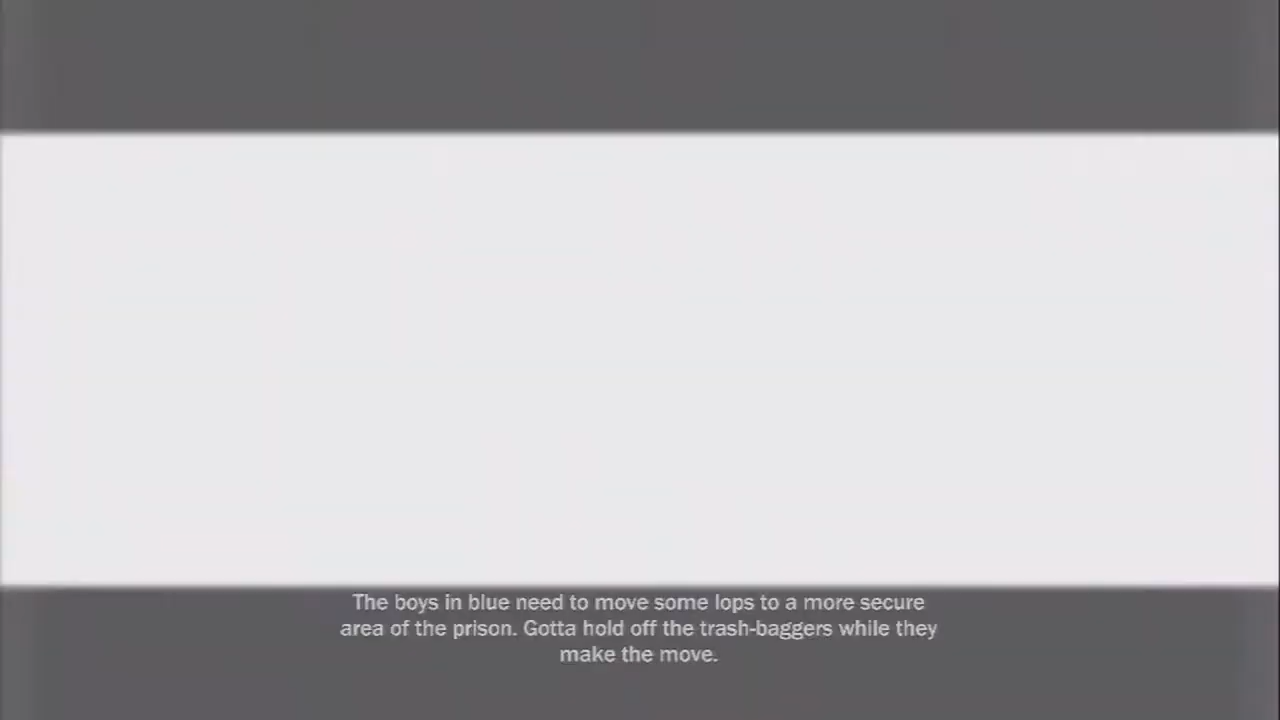 The boys in blue need to move some lops to a more secure
area of the prison. Gotta hold off the trash-baggers while they
make the move.